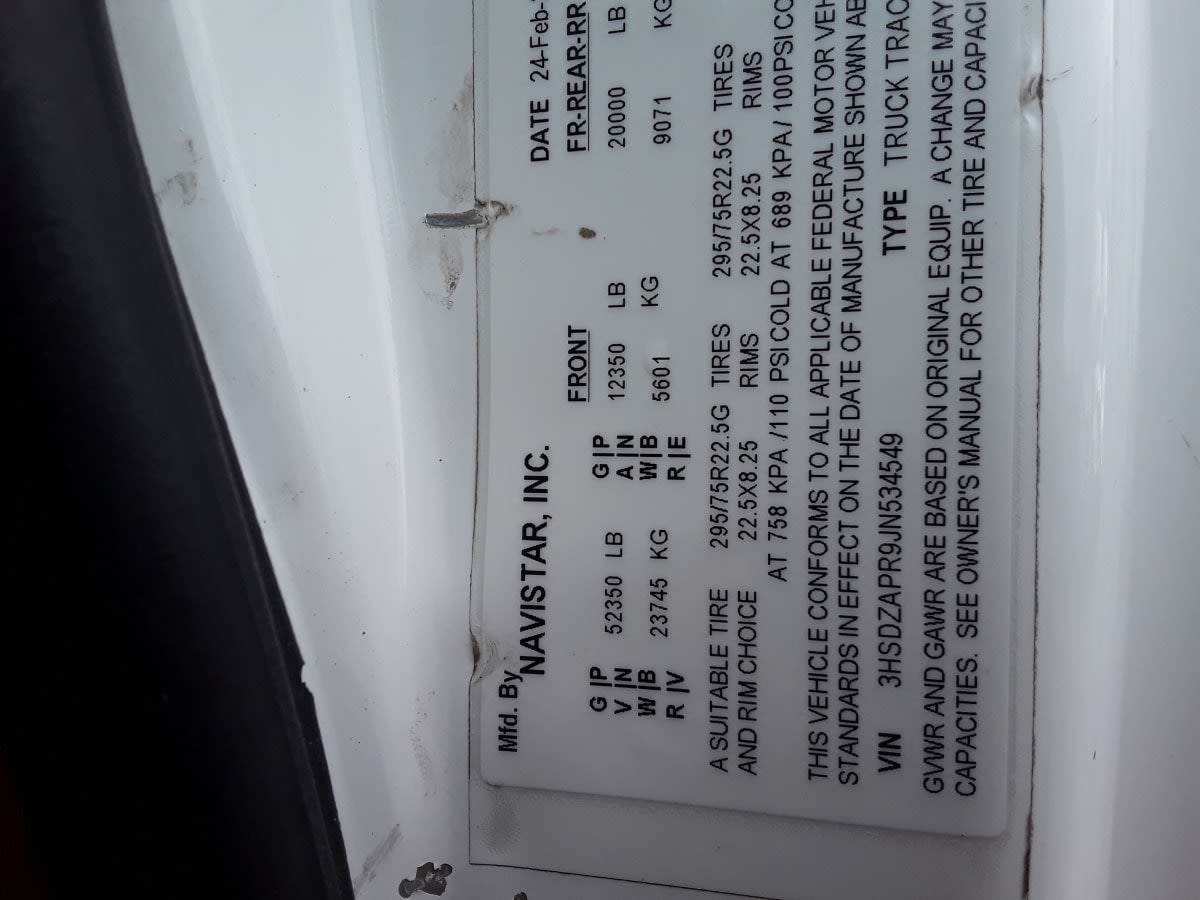 Mfd. By
NAVISTAR, INC.
DATE 24-Feb-
FRONT FR-REAR-RR
G|P 52350 LB G|P 12350 LB 20000 LB
V|N A|N
W|B 23745 KG W|B 5601 KG 9071 KG
R|V R|E
A SUITABLE TIRE 295/75R22.5G TIRES 295/75R22.5G TIRES
AND RIM CHOICE 22.5X8.25 RIMS 22.5X8.25 RIMS
AT 758 KPA /110 PSI COLD AT 689 KPA/ 100PSI CO
THIS VEHICLE CONFORMS TO ALL APPLICABLE FEDERAL MOTOR VEH
STANDARDS IN EFFECT ON THE DATE OF MANUFACTURE SHOWN AB
VIN 3HSDZAPR9JN534549 TYPE TRUCK TRAC
GVWR AND GAWR ARE BASED ON ORIGINAL EQUIP. A CHANGE MAY
CAPACITIES. SEE OWNER'S MANUAL FOR OTHER TIRE AND CAPACI